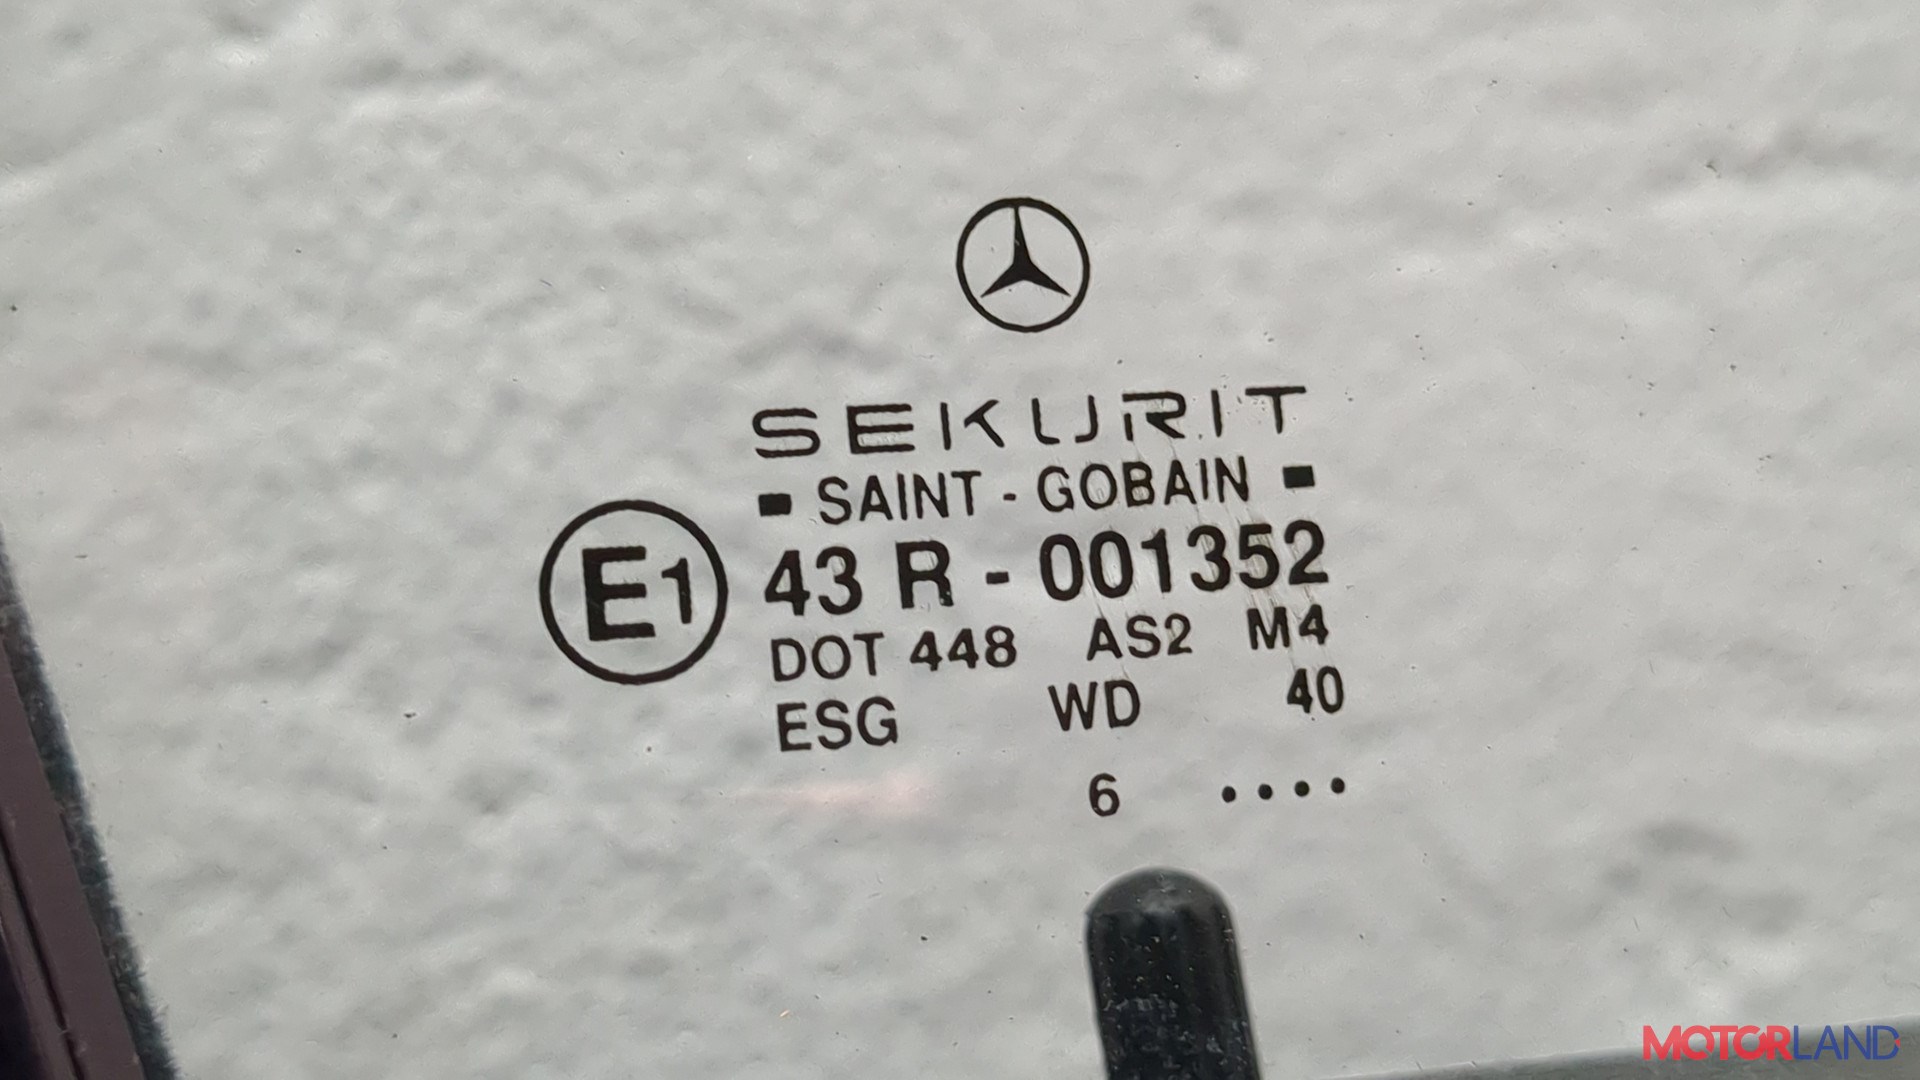 SEKURIT
▪ SAINT - GOBAIN ▪
E1 43 R - 001352
DOT 448 AS2 M4
ESG WD 40
6 ••••
MOTORLAND